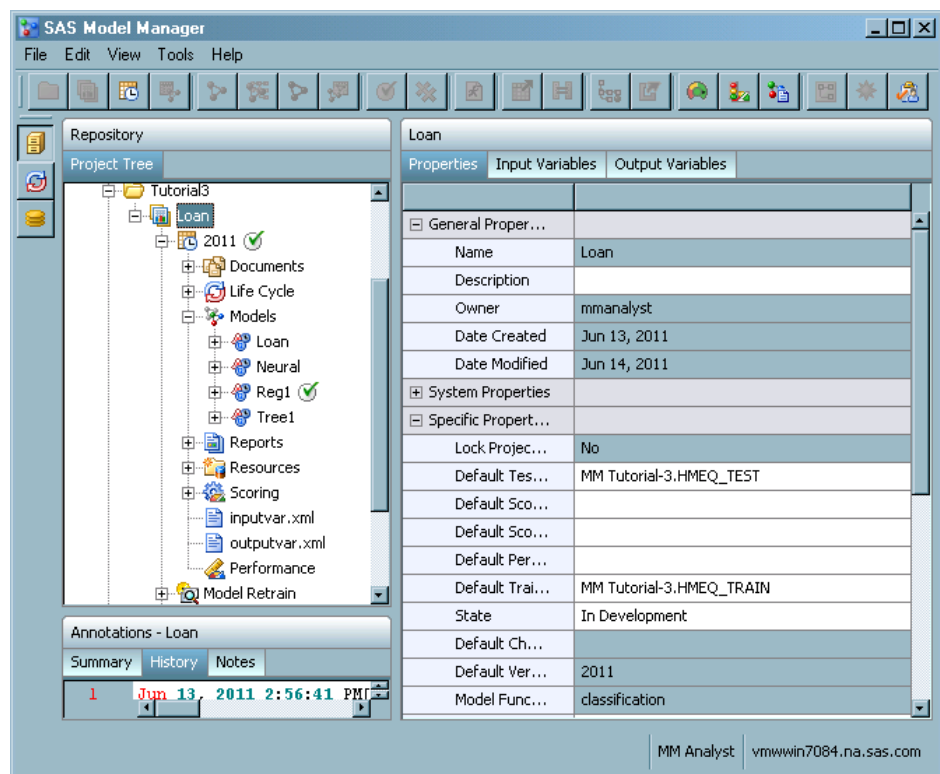 SAS Model Manager
File Edit View Tools Help
Repository
Project Tree
Tutorial3
Loan
2011
Documents
Life Cycle
Models
Loan
Neural
Reg1
Tree1
Reports
Resources
Scoring
inputvar.xml
outputvar.xml
Performance
Model Retrain
Annotations - Loan
Summary History Notes
1 Jun 13, 2011 2:56:41 PM[
Loan
Properties Input Variables Output Variables
General Proper...
Name Loan
Description
Owner mmanalyst
Date Created Jun 13, 2011
Date Modified Jun 14, 2011
System Properties
Specific Propert...
Lock Projec... No
Default Tes... MM Tutorial-3.HMEQ_TEST
Default Sco...
Default Sco...
Default Per...
Default Trai... MM Tutorial-3.HMEQ_TRAIN
State In Development
Default Ch...
Default Ver... 2011
Model Func... classification
MM Analyst vmwwin7084.na.sas.com